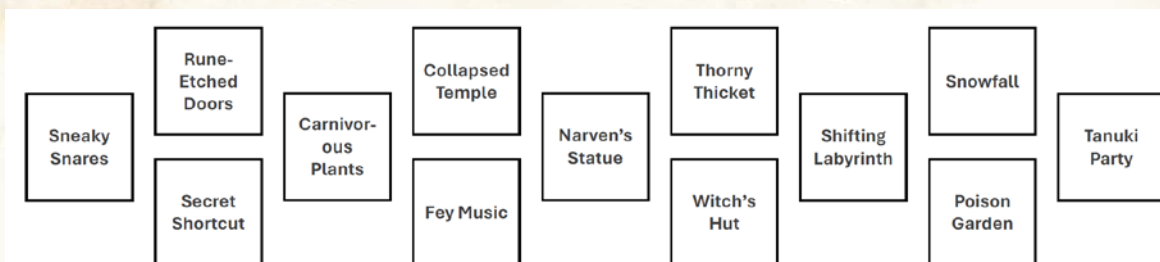 Sneaky
Snares
Rune-
Etched
Doors
Secret
Shortcut
Carnivor-
ous
Plants
Collapsed
Temple
Fey Music
Narven's
Statue
Thorny
Thicket
Witch's
Hut
Shifting
Labyrinth
Snowfall
Poison
Garden
Tanuki
Party